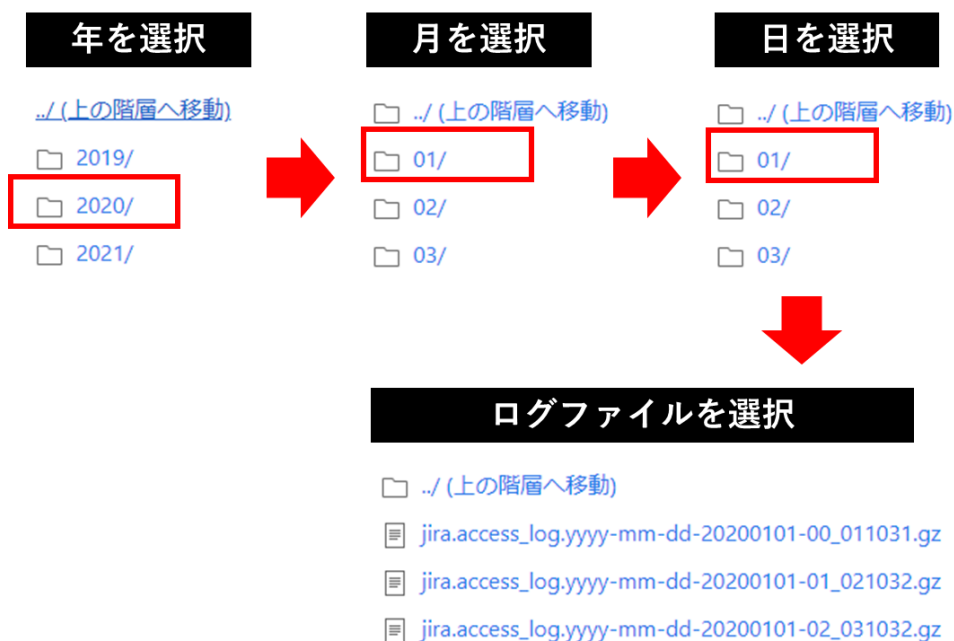 年を選択
../ (上の階層へ移動)
2019/
2020/
2021/
月を選択
../ (上の階層へ移動)
01/
02/
03/
日を選択
../ (上の階層へ移動)
01/
02/
03/
ログファイルを選択
../ (上の階層へ移動)
jira.access_log.yyyy-mm-dd-20200101-00_011031.gz
jira.access_log.yyyy-mm-dd-20200101-01_021032.gz
jira.access_log.yyyy-mm-dd-20200101-02_031032.gz